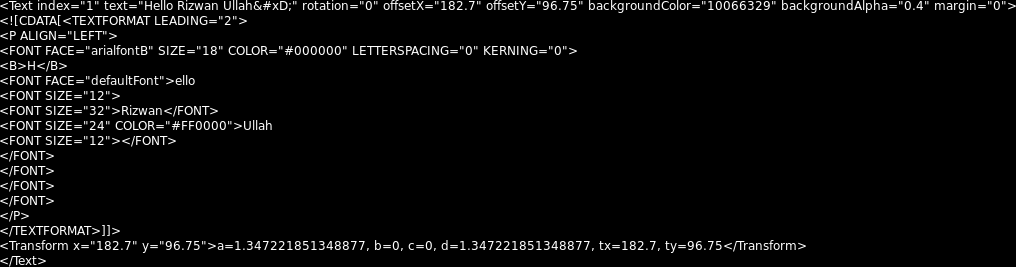 <Text index="1" text="Hello Rizwan Ullah&#xD;" rotation="0" offsetX="182.7" offsetY="96.75" backgroundColor="10066329" backgroundAlpha="0.4" margin="0">
<![CDATA[<TEXTFORMAT LEADING="2">
<P ALIGN="LEFT">
<FONT FACE="arialfontB" SIZE="18" COLOR="#000000" LETTERSPACING="0" KERNING="0">
<B>H</B>
<FONT FACE="defaultFont">ello
<FONT SIZE="12">
<FONT SIZE="32">Rizwan</FONT>
<FONT SIZE="24" COLOR="#FF0000">Ullah
<FONT SIZE="12"></FONT>
</FONT>
</FONT>
</FONT>
</FONT>
</P>
</TEXTFORMAT>]]>
<Transform x="182.7" y="96.75">a=1.347221851348877, b=0, c=0, d=1.347221851348877, tx=182.7, ty=96.75</Transform>
</Text>